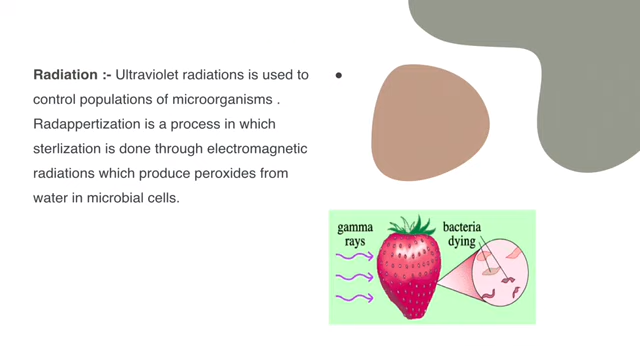 Radiation :- Ultraviolet radiations is used to
control populations of microorganisms .
Radappertization is a process in which
sterlization is done through electromagnetic
radiations which produce peroxides from
water in microbial cells.
•
gamma
rays
bacteria
dying